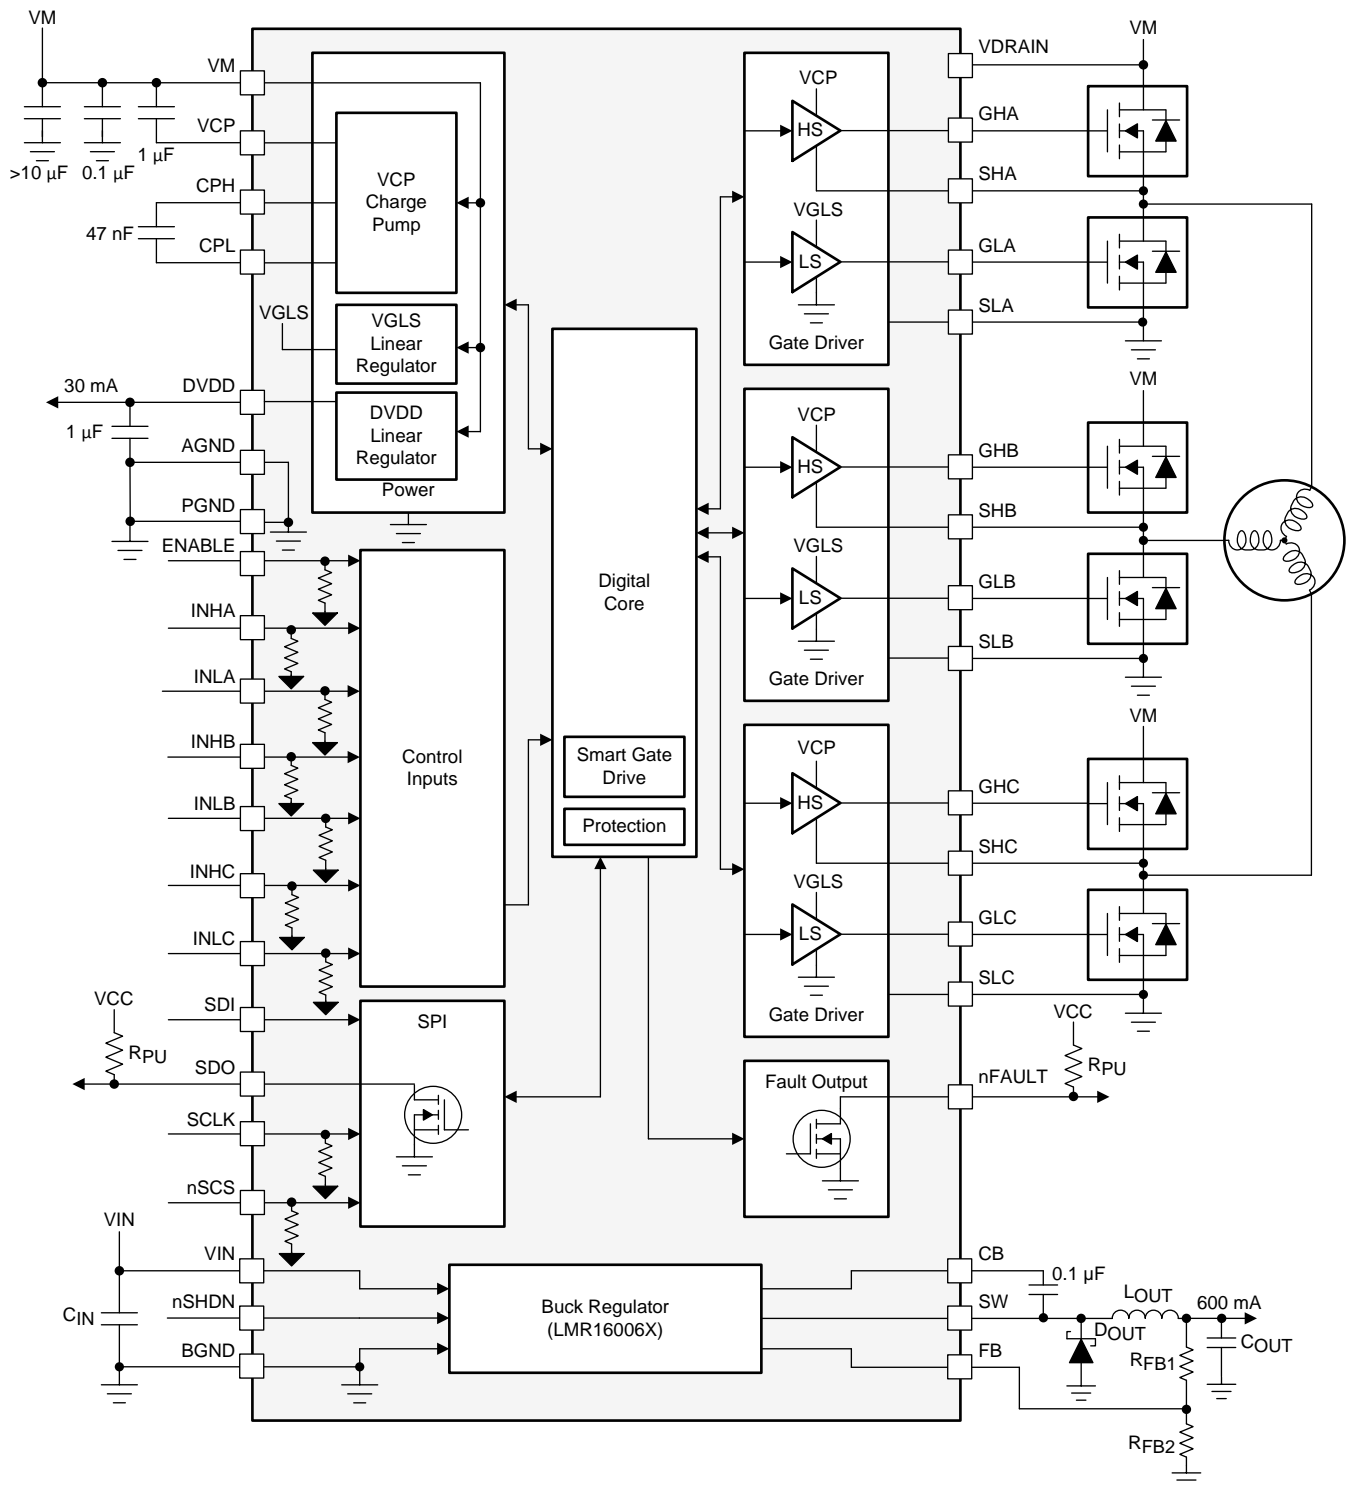 VM
VM
VCP
>10 µF
0.1 µF
1 µF
CPH
47 nF
CPL
VGLS
30 mA
DVDD
1 µF
AGND
PGND
ENABLE
INHA
INLA
INHB
INLB
INHC
INLC
SDI
VCC
RPU
SDO
SCLK
nSCS
VIN
VIN
CIN
nSHDN
BGND
VCP
Charge
Pump
VGLS
Linear
Regulator
DVDD
Linear
Regulator
Power
Control
Inputs
SPI
Digital
Core
Smart Gate
Drive
Protection
Buck Regulator
(LMR16006X)
VCP
HS
VGLS
LS
Gate Driver
VCP
HS
VGLS
LS
Gate Driver
VCP
HS
VGLS
LS
Gate Driver
Fault Output
VDRAIN
VM
GHA
SHA
GLA
SLA
VM
GHB
SHB
GLB
SLB
VM
GHC
SHC
GLC
SLC
VCC
RPU
nFAULT
CB
0.1 µF
SW
LOUT
600 mA
DOUT
COUT
FB
RFB1
RFB2